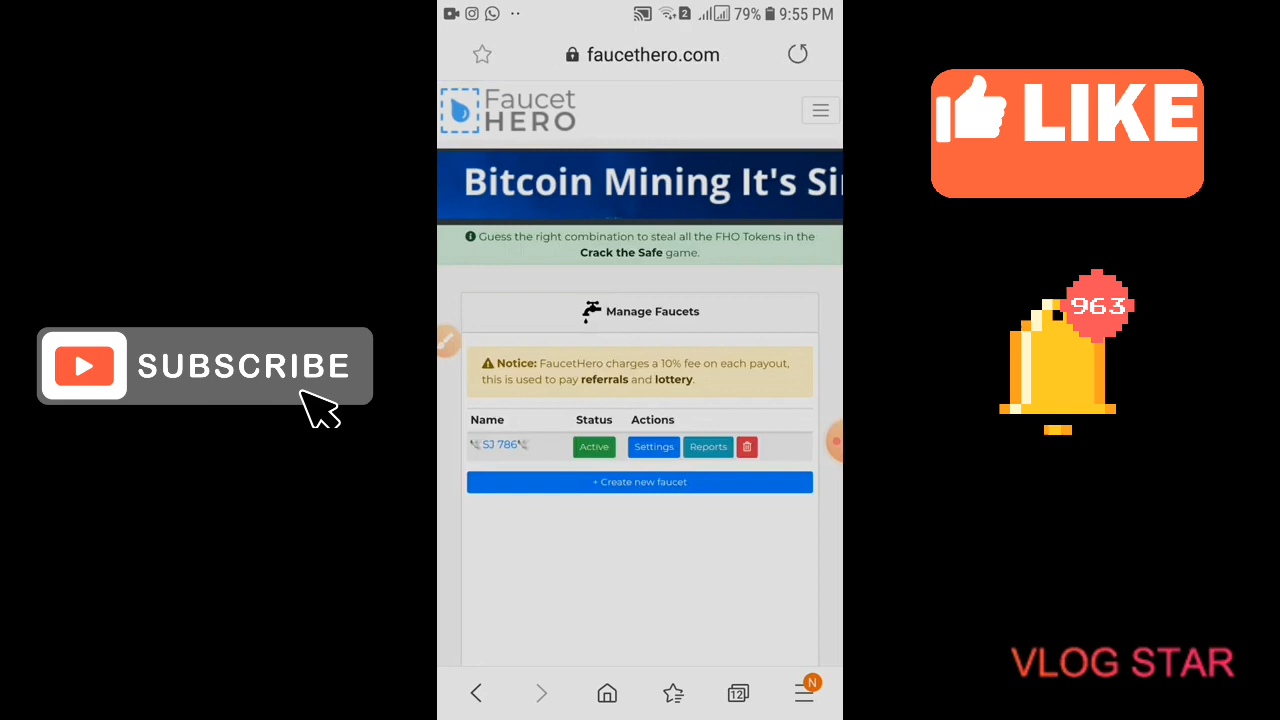 2 79% 9:55 PM
faucethero.com
Faucet
HERO
Bitcoin Mining It's
Guess the right combination to steal all the FHO Tokens in the
Crack the Safe game.
Manage Faucets
Notice: FaucetHero charges a 10% fee on each payout,
this is used to pay referrals and lottery.
Name Status Actions
SJ 786 Active Settings Reports
+ Create new faucet
12 N
SUBSCRIBE
LIKE
963
VLOG STAR